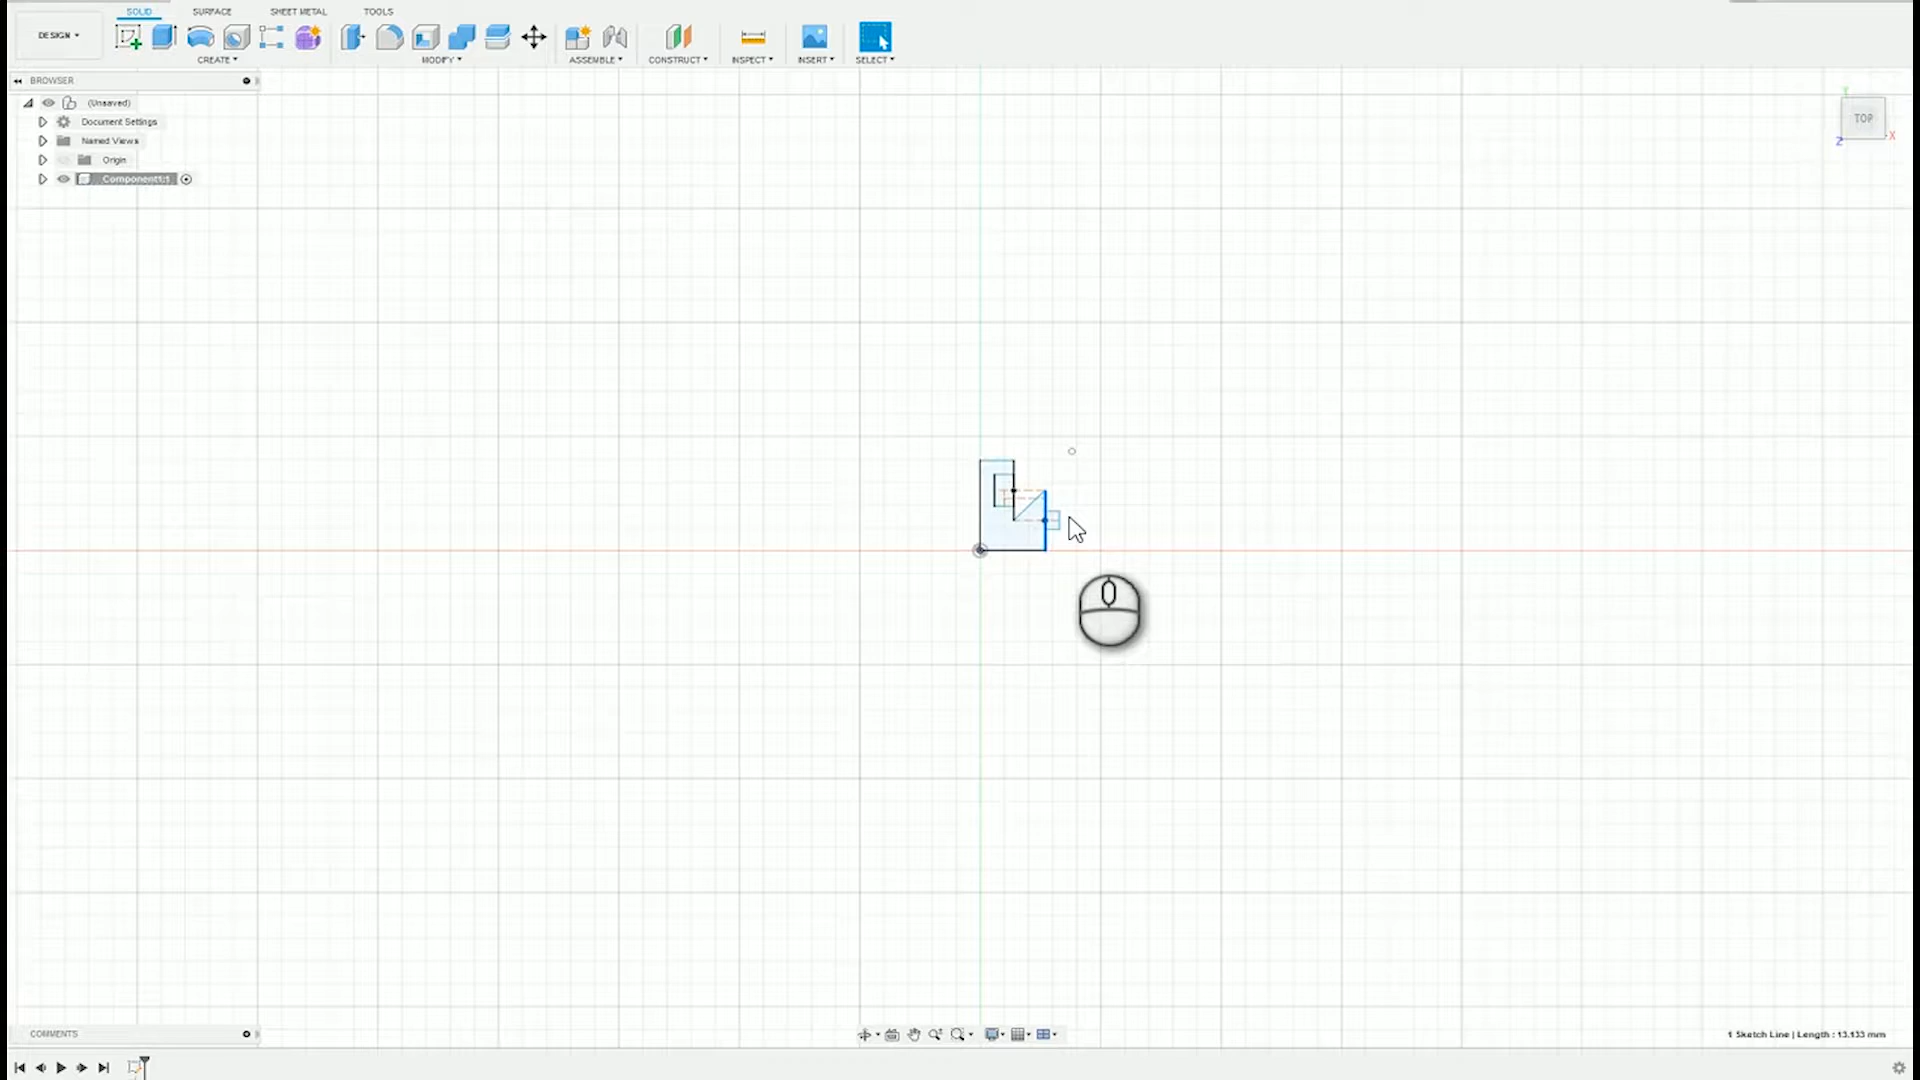 SOLID SURFACE SHEET METAL TOOLS
DESIGN
CREATE MODIFY ASSEMBLE CONSTRUCT INSPECT INSERT SELECT
BROWSER
(Unsaved)
Document Settings
Named Views
Origin
Component1:1
Y
TOP
X
Z
COMMENTS
1 Sketch Line | Length : 13.133 mm